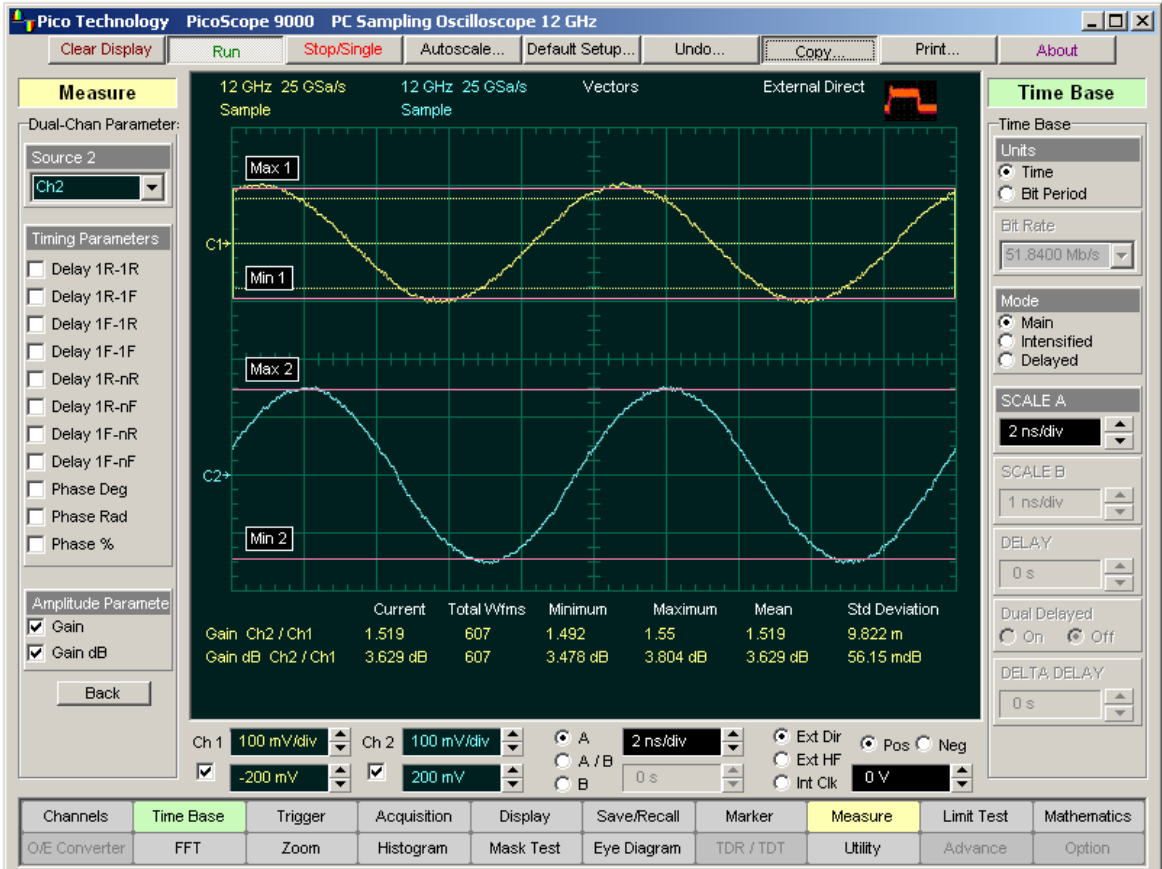 Pico Technology PicoScope 9000 PC Sampling Oscilloscope 12 GHz
Clear Display Run Stop/Single Autoscale... Default Setup... Undo... Copy... Print... About
Measure
Dual-Chan Parameter:
Source 2
Ch2
Timing Parameters
Delay 1R-1R
Delay 1R-1F
Delay 1F-1R
Delay 1F-1F
Delay 1R-nR
Delay 1R-nF
Delay 1F-nR
Delay 1F-nF
Phase Deg
Phase Rad
Phase %
Amplitude Paramete
Gain
Gain dB
Back
12 GHz 25 GSa/s 12 GHz 25 GSa/s Vectors External Direct
Sample Sample
Max 1
C1
Min 1
Max 2
C2
Min 2
Current Total Wfms Minimum Maximum Mean Std Deviation
Gain Ch2 / Ch1 1.519 607 1.492 1.55 1.519 9.822 m
Gain dB Ch2 / Ch1 3.629 dB 607 3.478 dB 3.804 dB 3.629 dB 56.15 mdB
Time Base
Time Base
Units
Time
Bit Period
Bit Rate
51.8400 Mb/s
Mode
Main
Intensified
Delayed
SCALE A
2 ns/div
SCALE B
1 ns/div
DELAY
0 s
Dual Delayed
On Off
DELTA DELAY
0 s
Ch 1 100 mV/div Ch 2 100 mV/div A 2 ns/div Ext Dir Pos Neg
A / B Ext HF
-200 mV 200 mV B 0 s Int Clk 0 V
Channels Time Base Trigger Acquisition Display Save/Recall Marker Measure Limit Test Mathematics
O/E Converter FFT Zoom Histogram Mask Test Eye Diagram TDR / TDT Utility Advance Option